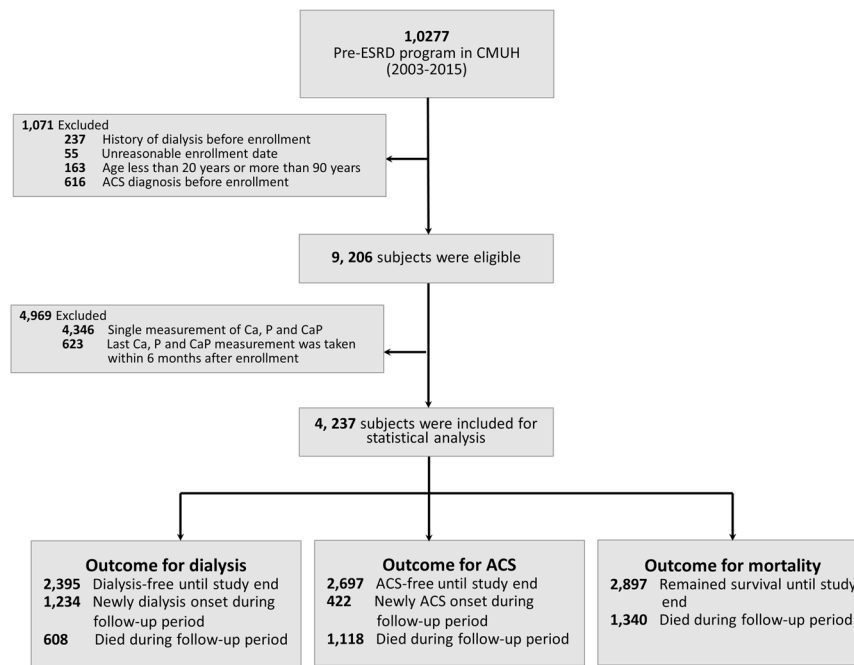 1,0277
Pre-ESRD program in CMUH
(2003-2015)
1,071 Excluded
237 History of dialysis before enrollment
55 Unreasonable enrollment date
163 Age less than 20 years or more than 90 years
616 ACS diagnosis before enrollment
9, 206 subjects were eligible
4,969 Excluded
4,346 Single measurement of Ca, P and CaP
623 Last Ca, P and CaP measurement was taken
within 6 months after enrollment
4, 237 subjects were included for
statistical analysis
Outcome for dialysis
2,395 Dialysis-free until study end
1,234 Newly dialysis onset during
follow-up period
608 Died during follow-up period
Outcome for ACS
2,697 ACS-free until study end
422 Newly ACS onset during
follow-up period
1,118 Died during follow-up period
Outcome for mortality
2,897 Remained survival until study
end
1,340 Died during follow-up period